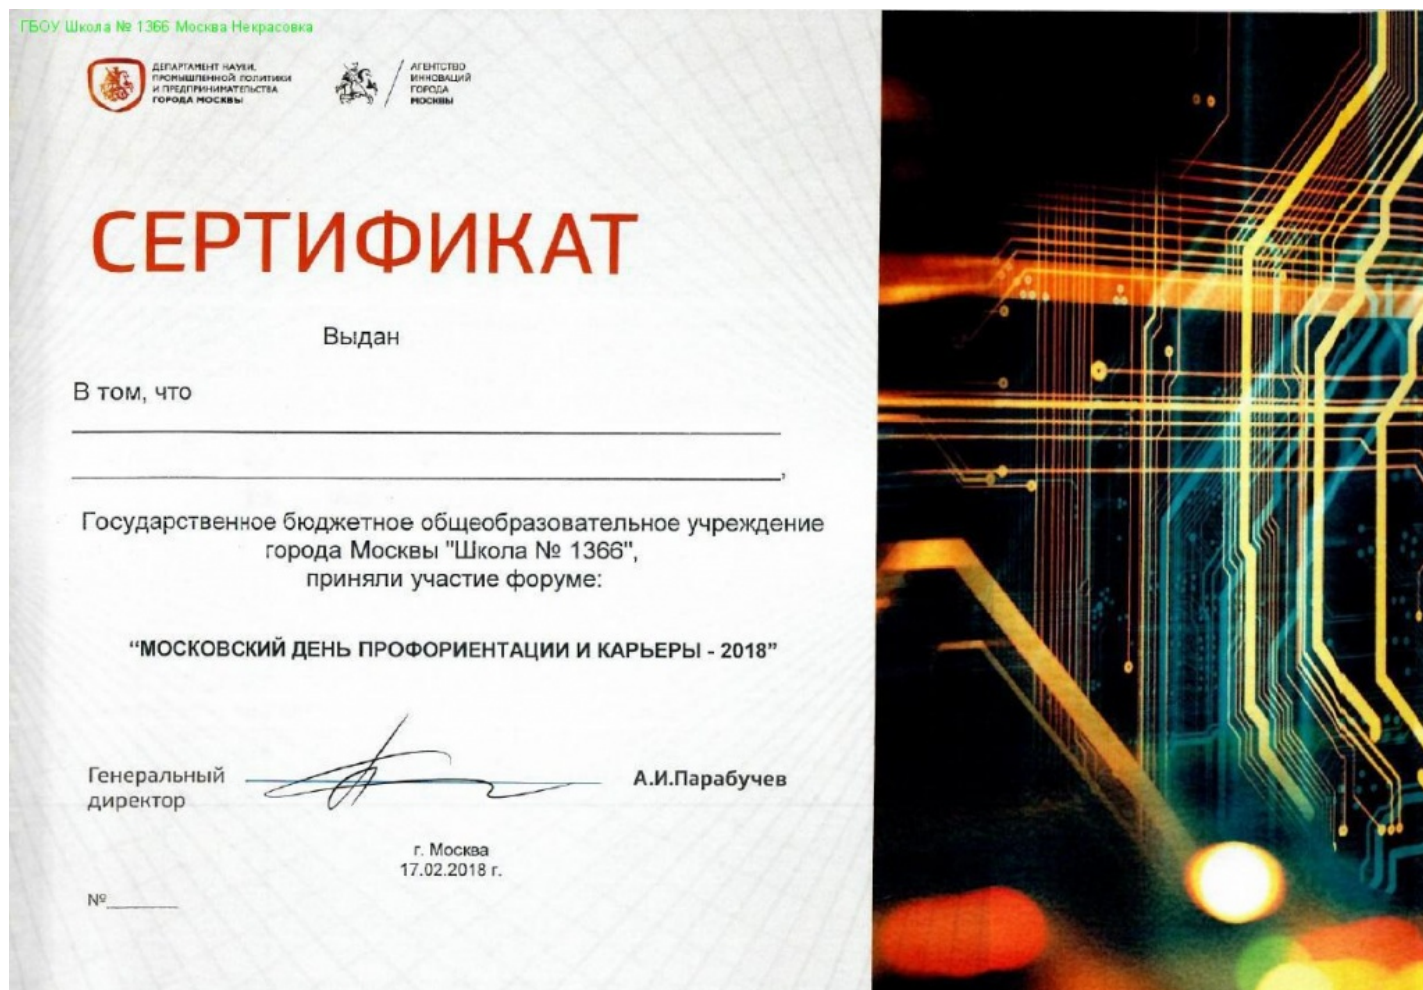 ГБОУ Школа № 1366 Москва Некрасовка
ДЕПАРТАМЕНТ НАУКИ,
ПРОМЫШЛЕННОЙ ПОЛИТИКИ
И ПРЕДПРИНИМАТЕЛЬСТВА
ГОРОДА МОСКВЫ
АГЕНТСТВО
ИННОВАЦИЙ
ГОРОДА
МОСКВЫ
СЕРТИФИКАТ
Выдан
В том, что
,
Государственное бюджетное общеобразовательное учреждение
города Москвы "Школа № 1366",
приняли участие форуме:
“МОСКОВСКИЙ ДЕНЬ ПРОФОРИЕНТАЦИИ И КАРЬЕРЫ - 2018”
Генеральный
директор
А.И.Парабучев
г. Москва
17.02.2018 г.
№